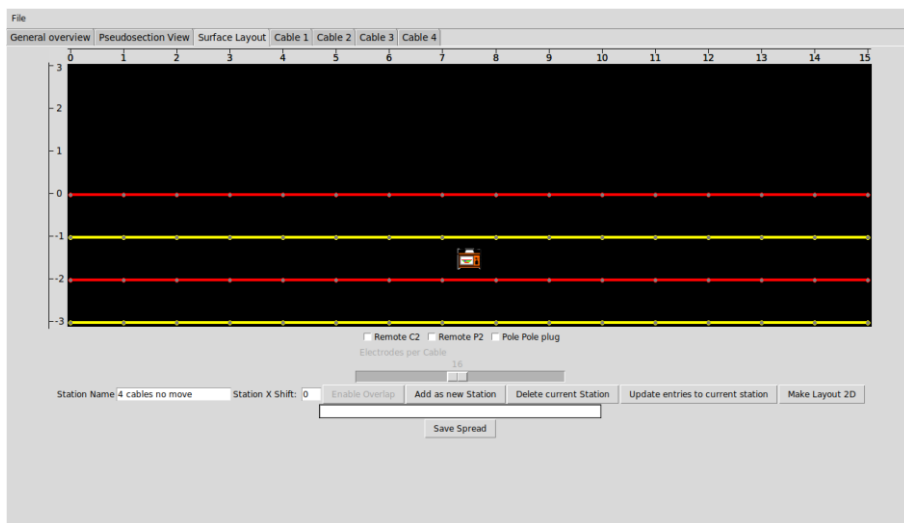 File
General overview Pseudosection View Surface Layout Cable 1 Cable 2 Cable 3 Cable 4
0 1 2 3 4 5 6 7 8 9 10 11 12 13 14 15
3
2
1
0
-1
-2
-3
Remote C2 Remote P2 Pole Pole plug
Electrodes per Cable
16
Station Name 4 cables no move Station X Shift: 0 Enable Overlap Add as new Station Delete current Station Update entries to current station Make Layout 2D
Save Spread